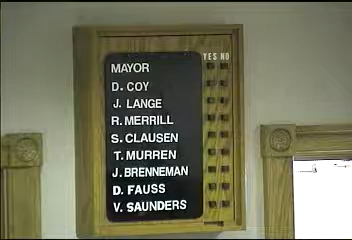 YES NO
MAYOR
D. COY
J. LANGE
R. MERRILL
S. CLAUSEN
T. MURREN
J. BRENNEMAN
D. FAUSS
V. SAUNDERS